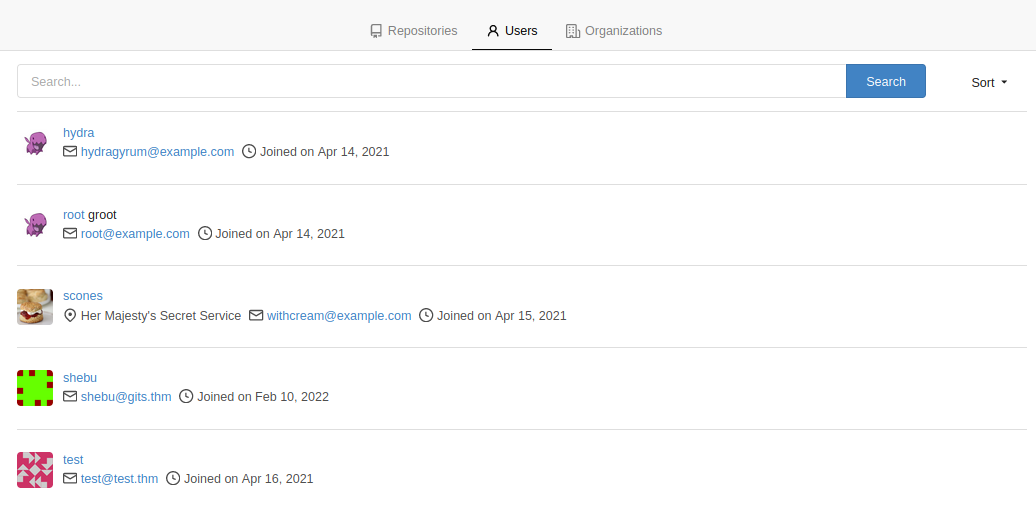 Repositories Users Organizations
Search... Search Sort
hydra
hydragyrum@example.com Joined on Apr 14, 2021
root groot
root@example.com Joined on Apr 14, 2021
scones
Her Majesty's Secret Service withcream@example.com Joined on Apr 15, 2021
shebu
shebu@gits.thm Joined on Feb 10, 2022
test
test@test.thm Joined on Apr 16, 2021